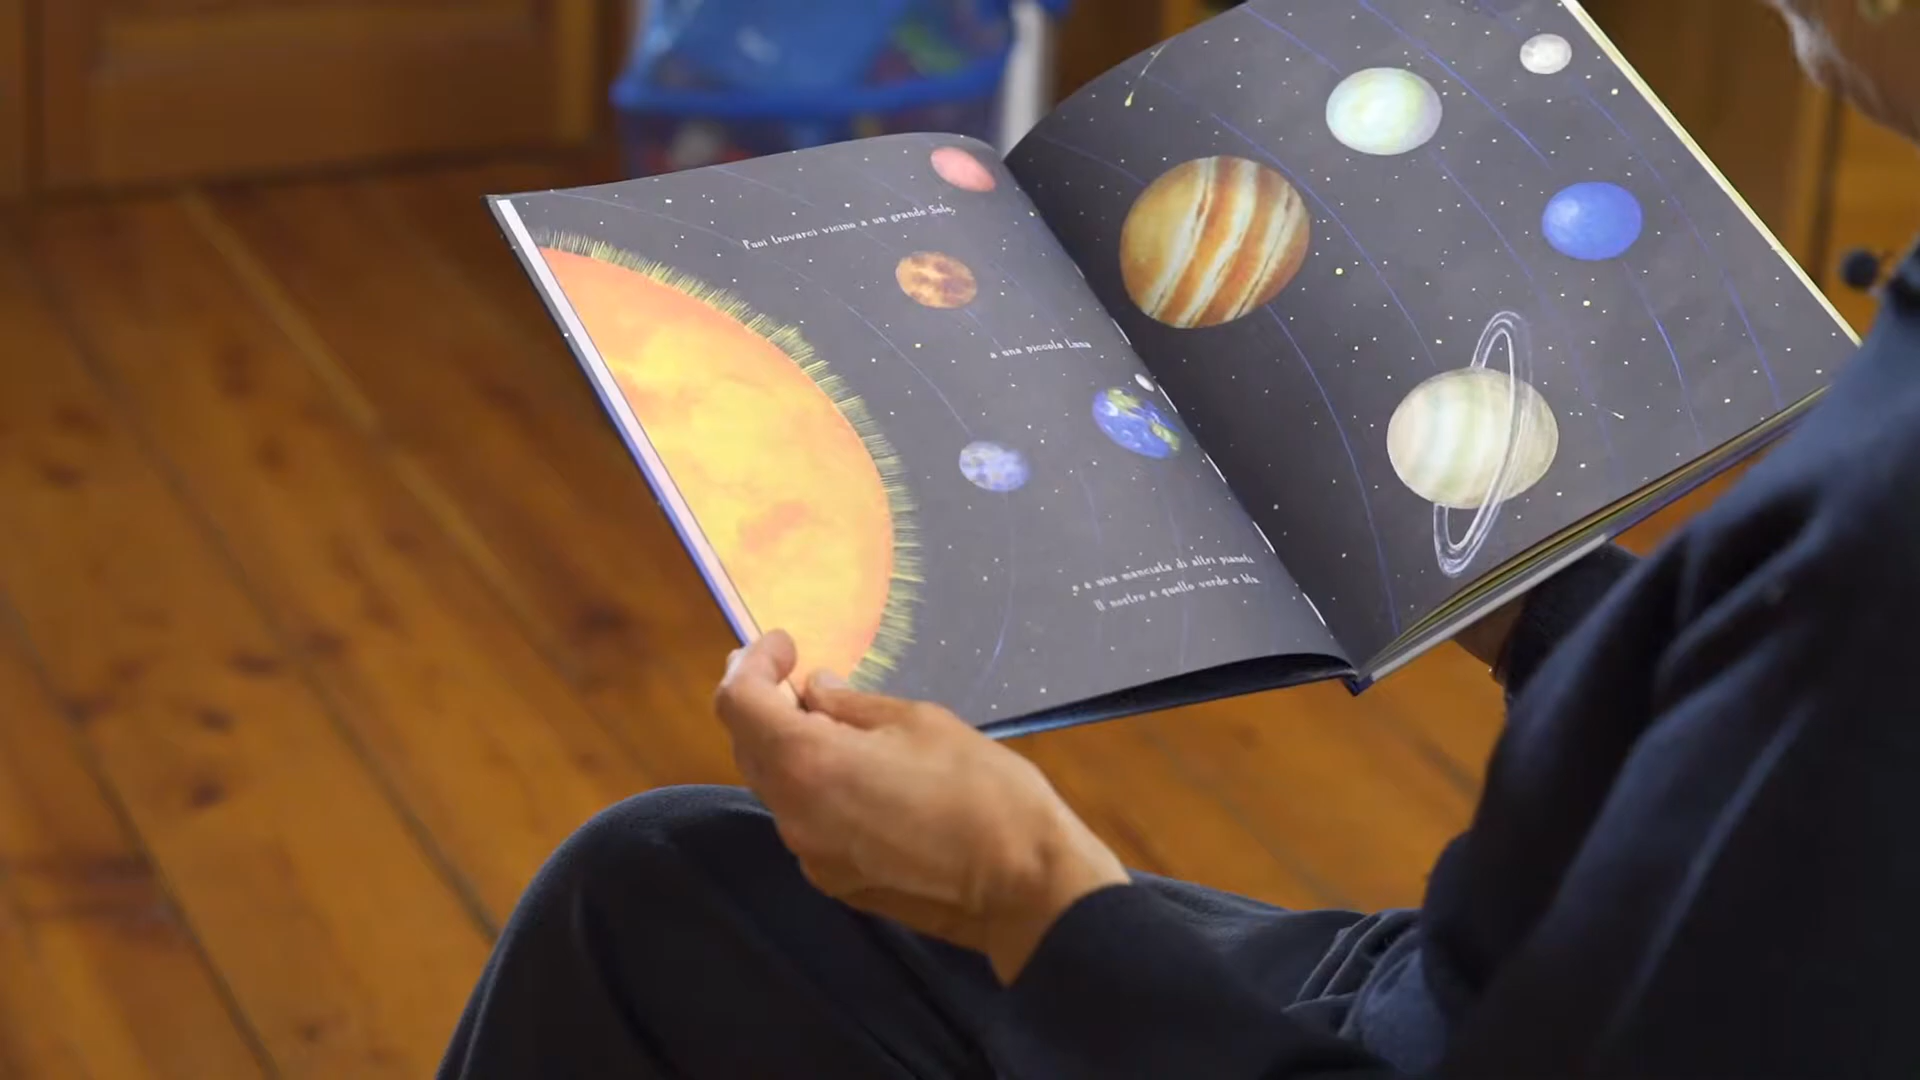 Puoi trovarci vicino a un grande Sole,
a una piccola Luna
e a una manciata di altri pianeti.
Il nostro è quello verde e blu.